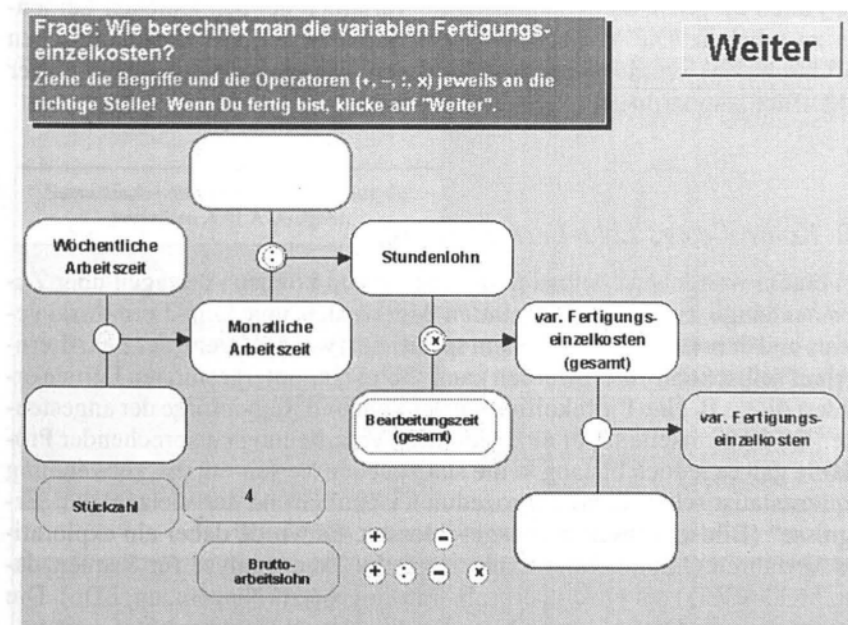 Frage: Wie berechnet man die variablen Fertigungs-
einzelkosten?
Ziehe die Begriffe und die Operatoren (+, –, :, x) jeweils an die
richtige Stelle! Wenn Du fertig bist, klicke auf "Weiter".
Weiter
Wöchentliche
Arbeitszeit
:
Stundenlohn
Monatliche
Arbeitszeit
x
var. Fertigungs-
einzelkosten
(gesamt)
Bearbeitungszeit
(gesamt)
var. Fertigungs-
einzelkosten
Stückzahl
4
Brutto-
arbeitslohn
+ –
+ : – x